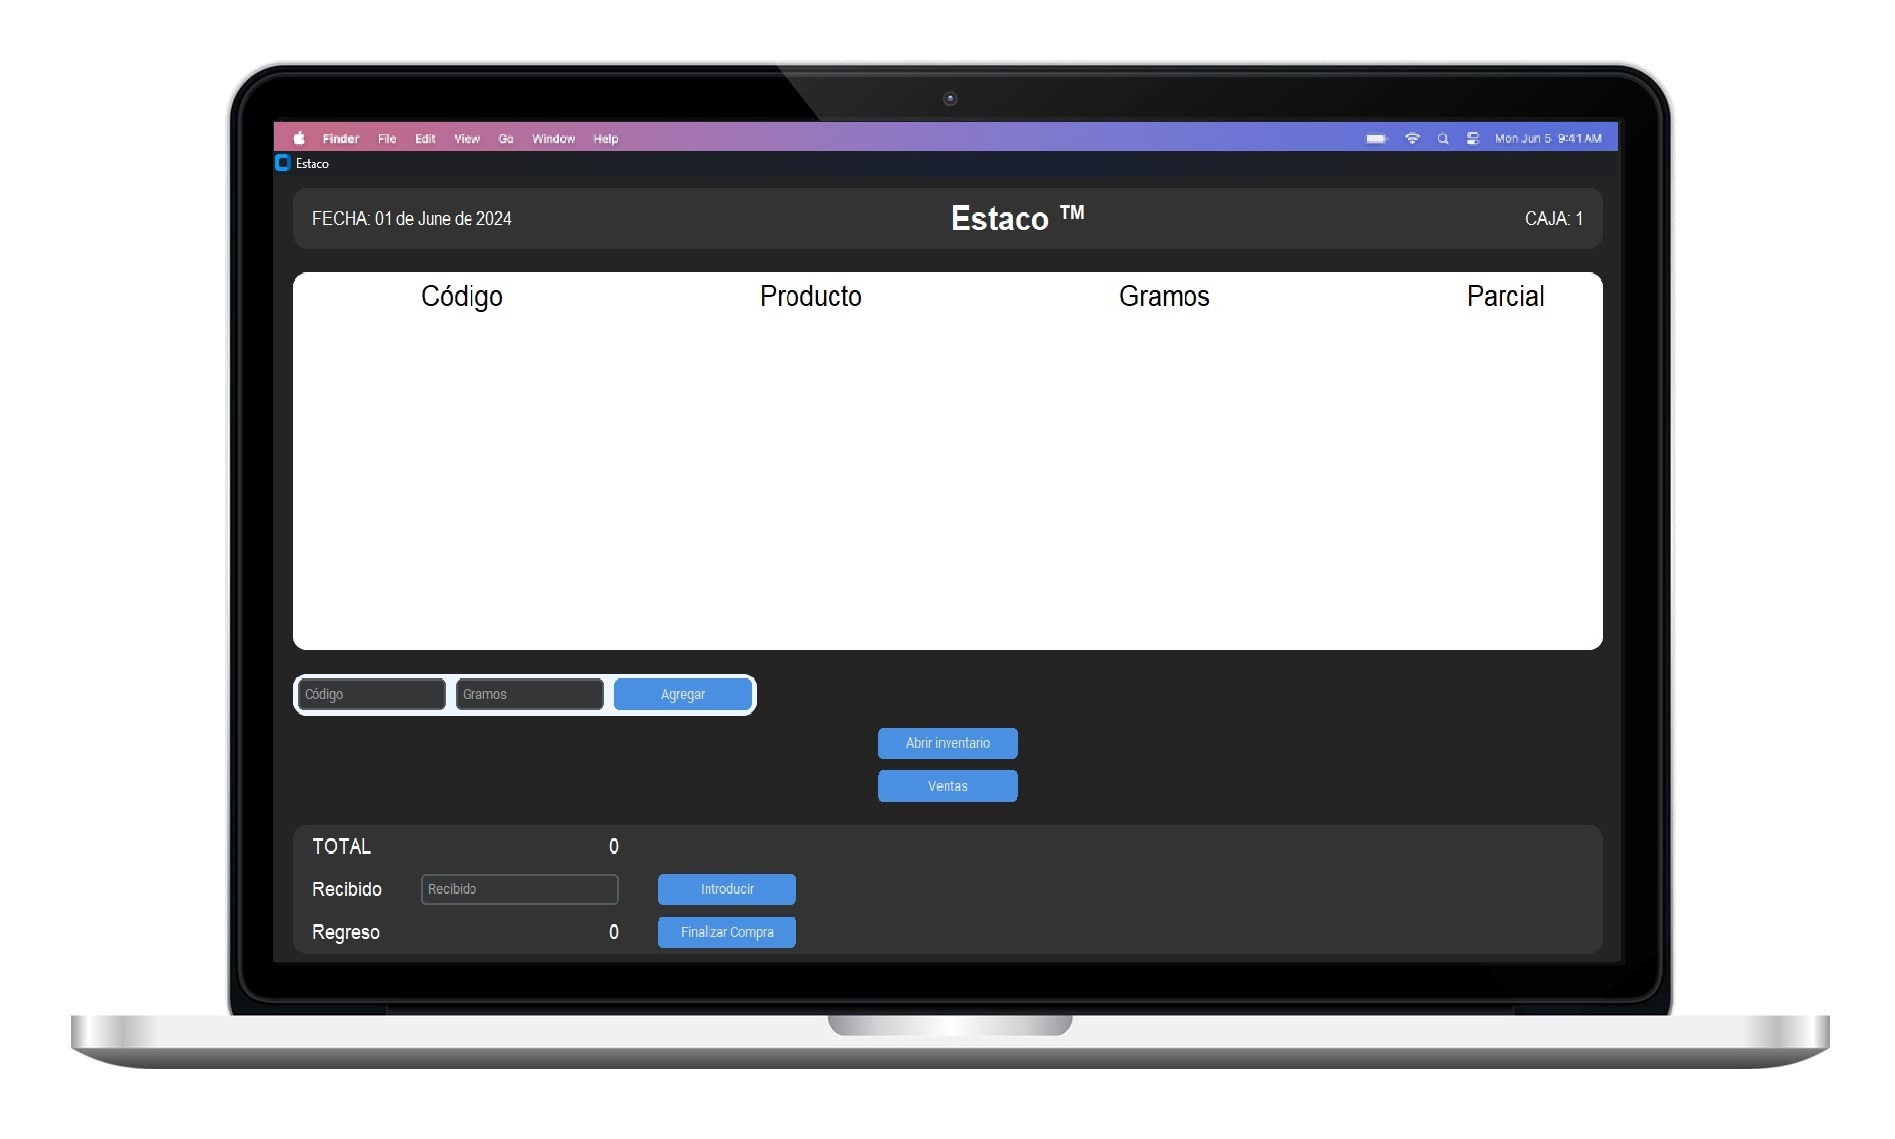 Finder File Edit View Go Window Help Mon Jun 5 9:41 AM
Estaco
FECHA: 01 de June de 2024 Estaco TM CAJA: 1
Código Producto Gramos Parcial
Código Gramos Agregar
Abrir inventario
Ventas
TOTAL 0
Recibido Recibido Introducir
Regreso 0 Finalizar Compra